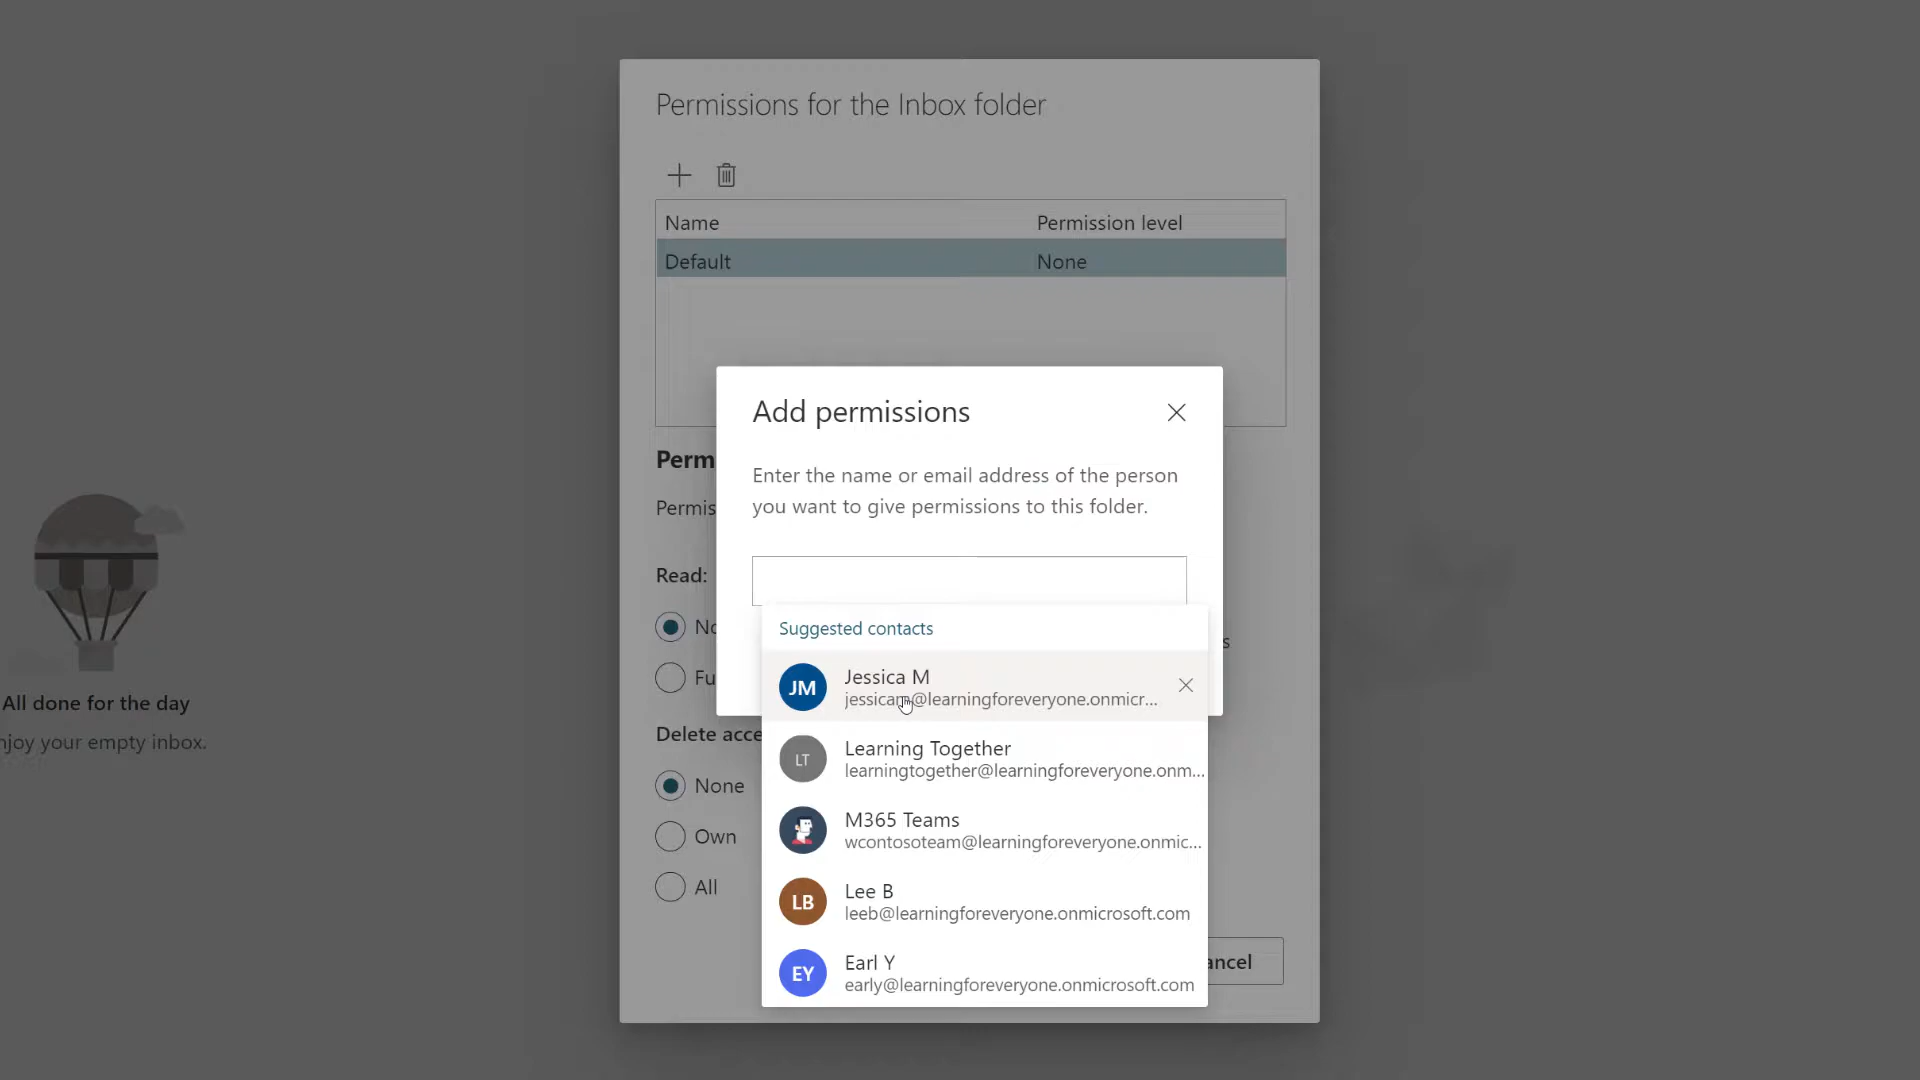 Permissions for the Inbox folder
Name Permission level
Default None
Add permissions
Enter the name or email address of the person
you want to give permissions to this folder.
Perm
Permis
Read:
No
Fu
s
Suggested contacts
JM Jessica M
jessicam@learningforeveryone.onmicr...
LT Learning Together
learningtogether@learningforeveryone.onm...
M365 Teams
wcontosoteam@learningforeveryone.onmic...
LB Lee B
leeb@learningforeveryone.onmicrosoft.com
EY Earl Y
early@learningforeveryone.onmicrosoft.com
Delete acce
None
Own
All
ancel
All done for the day
njoy your empty inbox.